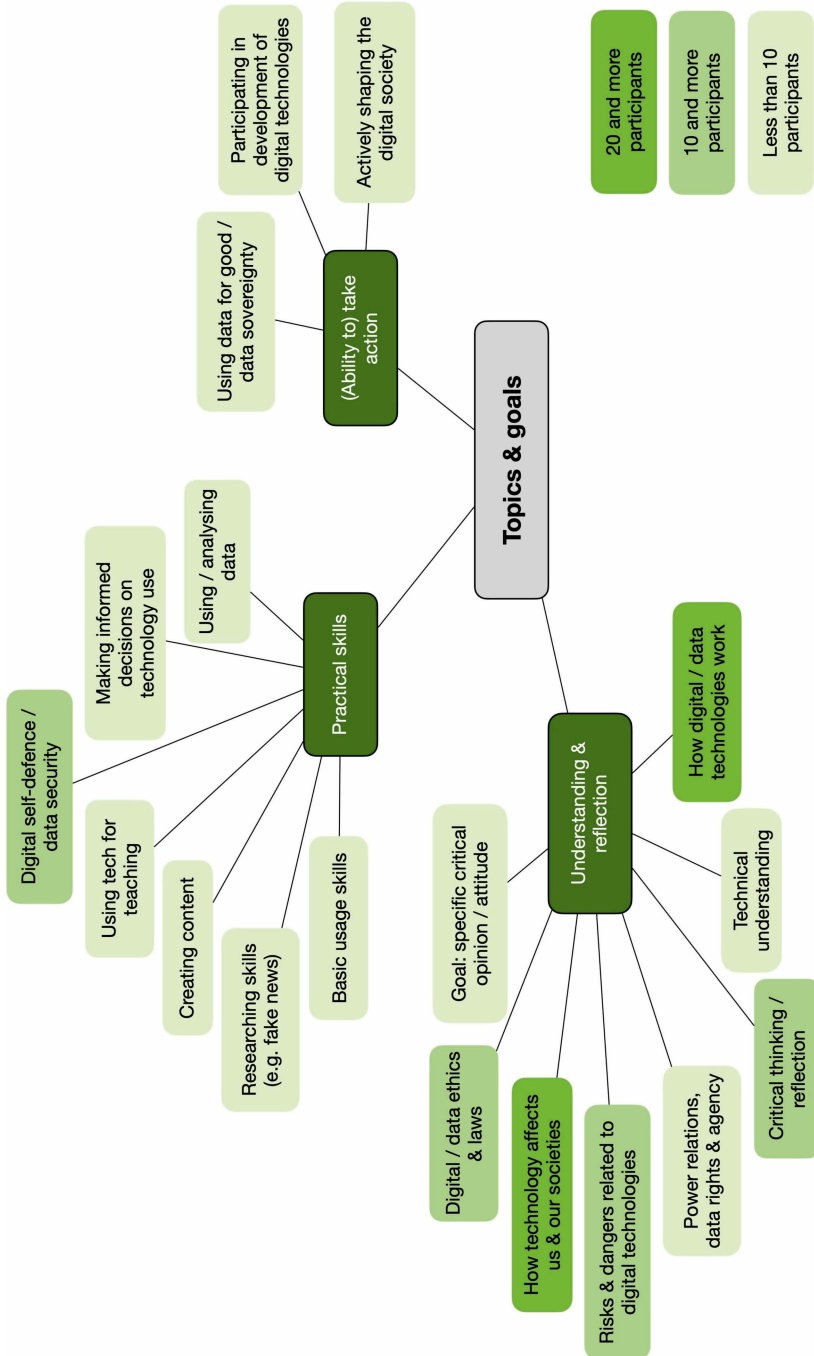 Digital self-defence /
data security
Making informed
decisions on
technology use
Using tech for
teaching
Using / analysing
data
Creating content
Researching skills
(e.g. fake news)
Basic usage skills
Practical skills
Using data for good /
data sovereignty
Participating in
development of
digital technologies
Actively shaping the
digital society
(Ability to) take
action
Topics & goals
Understanding &
reflection
Goal: specific critical
opinion / attitude
Digital / data ethics
& laws
How technology affects
us & our societies
Risks & dangers related to
digital technologies
Power relations,
data rights & agency
Critical thinking /
reflection
Technical
understanding
How digital / data
technologies work
20 and more
participants
10 and more
participants
Less than 10
participants